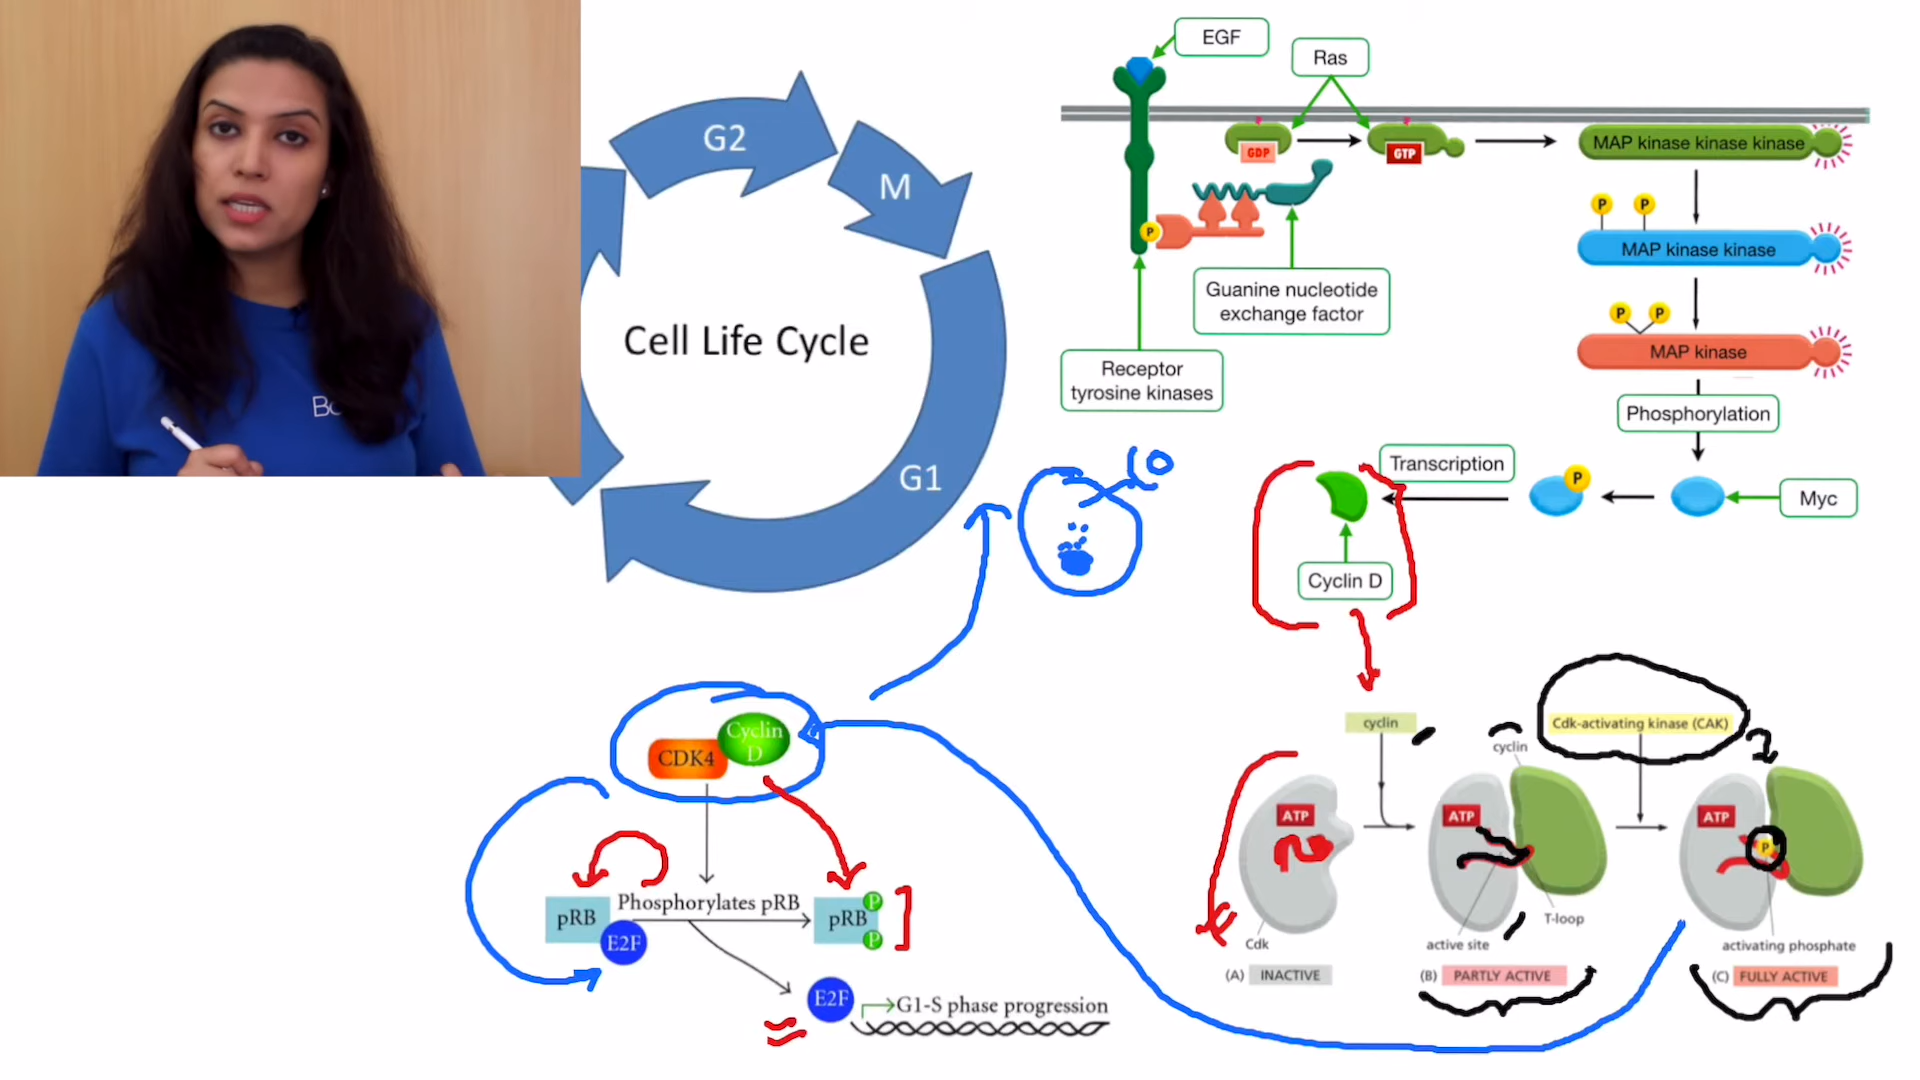 EGF
Ras
G2
M
GDP
GTP
MAP kinase kinase kinase
P
P
P
MAP kinase kinase
Guanine nucleotide
exchange factor
P
P
Cell Life Cycle
MAP kinase
Receptor
tyrosine kinases
Phosphorylation
G1
Transcription
P
Myc
Cyclin D
Cyclin
D
CDK4
cyclin
cyclin
Cdk-activating kinase (CAK)
ATP
ATP
ATP
P
Phosphorylates pRB
pRB
E2F
pRB
P
P
T-loop
Cdk
active site
activating phosphate
(A) INACTIVE
(B) PARTLY ACTIVE
(C) FULLY ACTIVE
E2F
G1-S phase progression